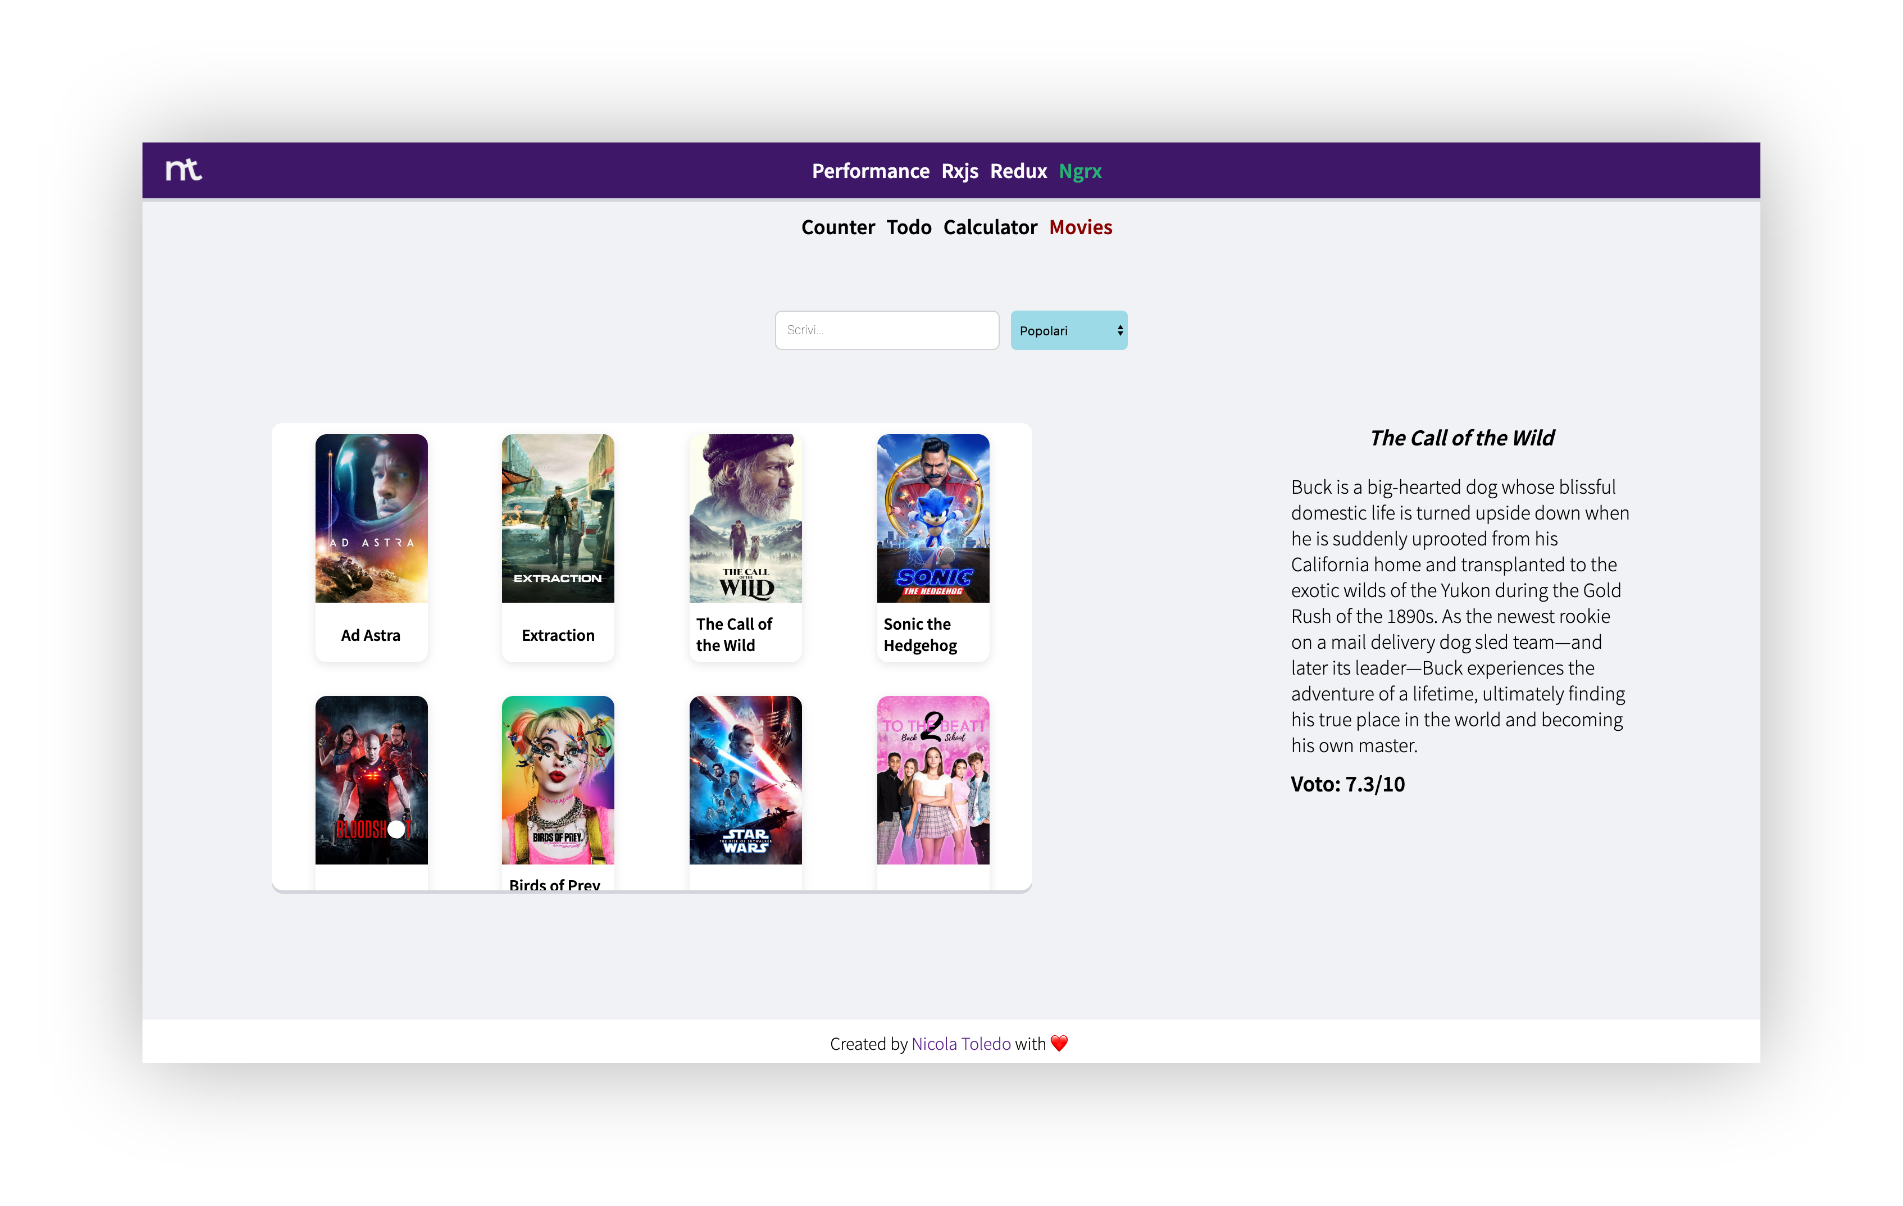 nt
Performance Rxjs Redux Ngrx
Counter Todo Calculator Movies
Scrivi...
Popolari
AD ASTRA
Ad Astra
EXTRACTION
Extraction
THE CALL
OF THE
WILD
The Call of
the Wild
SONIC
THE HEDGEHOG
Sonic the
Hedgehog
BLOODSHOT
BIRDS OF PREY
Birds of Prey
STAR
THE RISE OF SKYWALKER
WARS
TO THE BEAT!
Back 2 School
The Call of the Wild
Buck is a big-hearted dog whose blissful
domestic life is turned upside down when
he is suddenly uprooted from his
California home and transplanted to the
exotic wilds of the Yukon during the Gold
Rush of the 1890s. As the newest rookie
on a mail delivery dog sled team—and
later its leader—Buck experiences the
adventure of a lifetime, ultimately finding
his true place in the world and becoming
his own master.
Voto: 7.3/10
Created by Nicola Toledo with ❤️